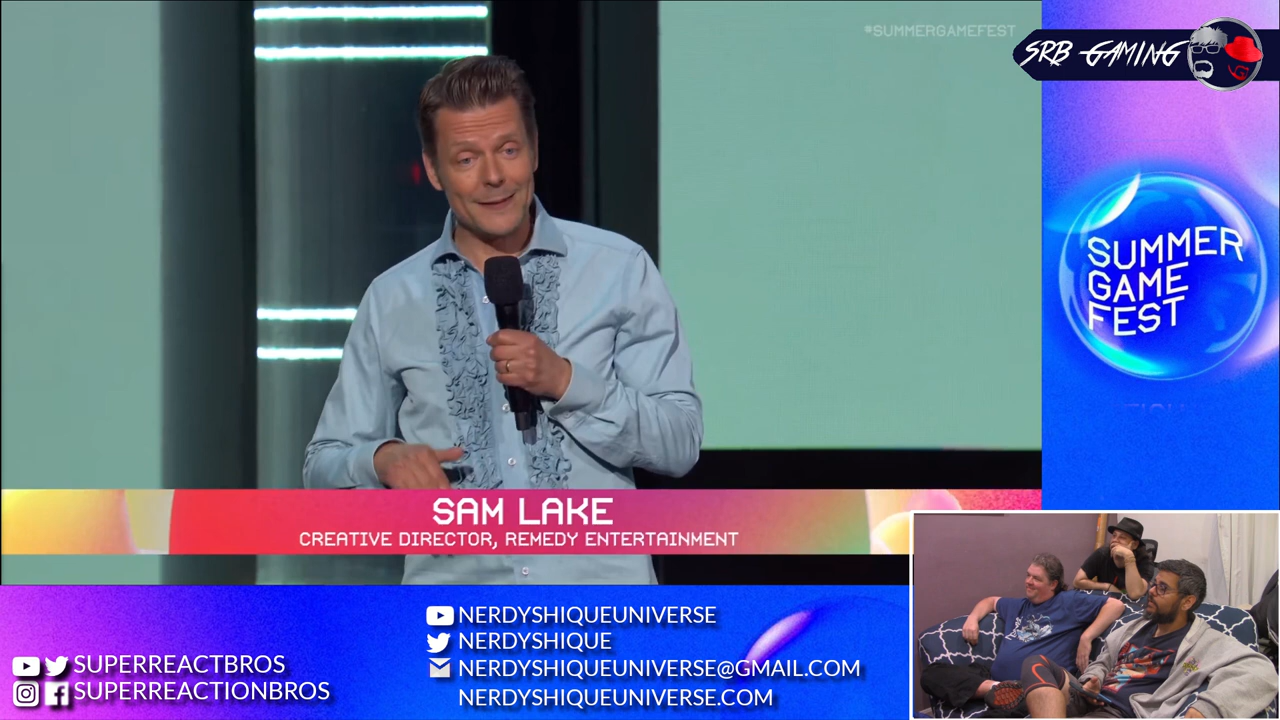 #SUMMERGAMEFEST
SRB GAMING
SUMMER
GAME
FEST
SAM LAKE
CREATIVE DIRECTOR, REMEDY ENTERTAINMENT
NERDYSHIQUEUNIVERSE
NERDYSHIQUE
NERDYSHIQUEUNIVERSE@GMAIL.COM
NERDYSHIQUEUNIVERSE.COM
SUPERREACTBROS
SUPERREACTIONBROS